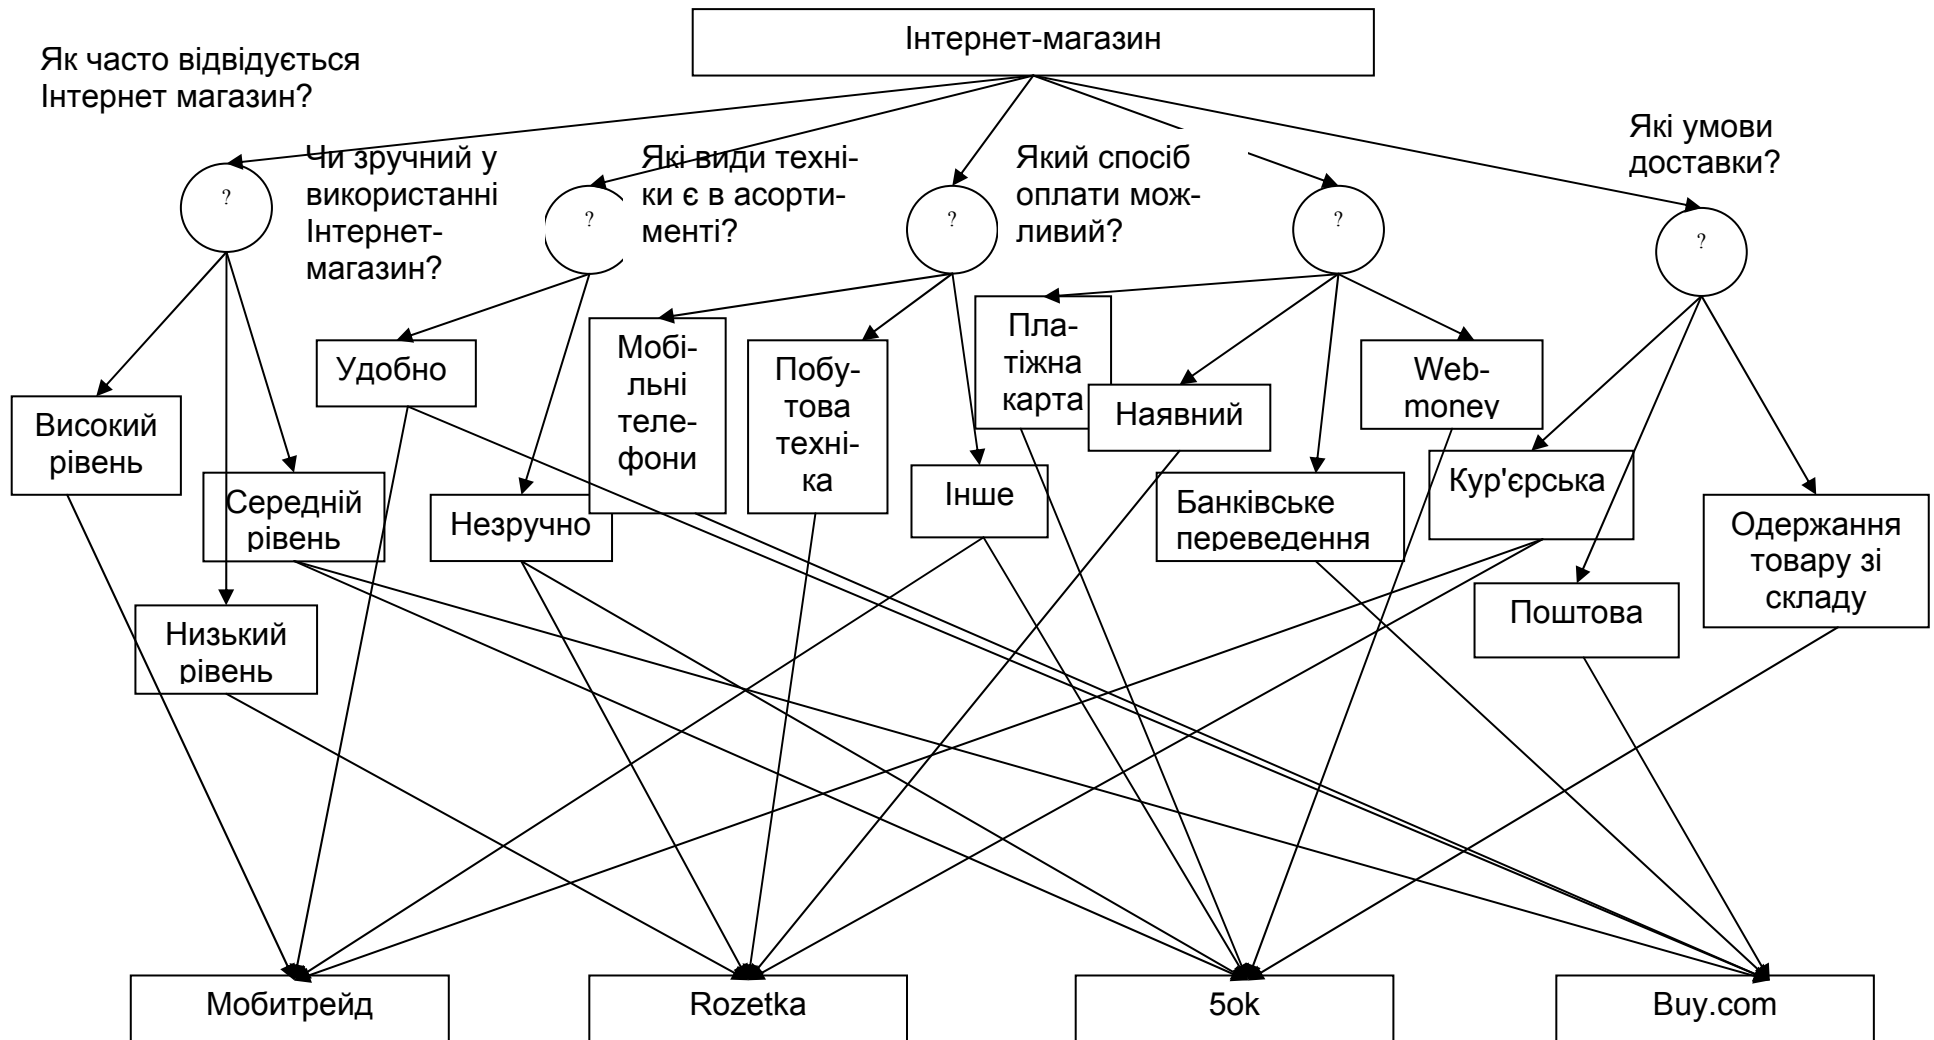 Інтернет-магазин
Як часто відвідується
Інтернет магазин?
Чи зручний у
використанні
Інтернет-
магазин?
Які види техні-
ки є в асорти-
менті?
Який спосіб
оплати мож-
ливий?
Які умови
доставки?
?
?
?
?
?
Високий
рівень
Середній
рівень
Низький
рівень
Удобно
Незручно
Мобі-
льні
теле-
фони
Побу-
това
техні-
ка
Інше
Пла-
тіжна
карта
Наявний
Банківське
переведення
Web-
money
Кур'єрська
Поштова
Одержання
товару зі
складу
Мобитрейд
Rozetka
5ok
Buy.com